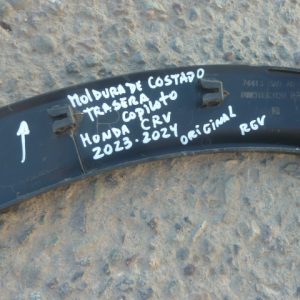 MOLDURA DE COSTADO
TRASERA
COPILOTO
HONDA CRV
2023-2024
ORIGINAL
RGV